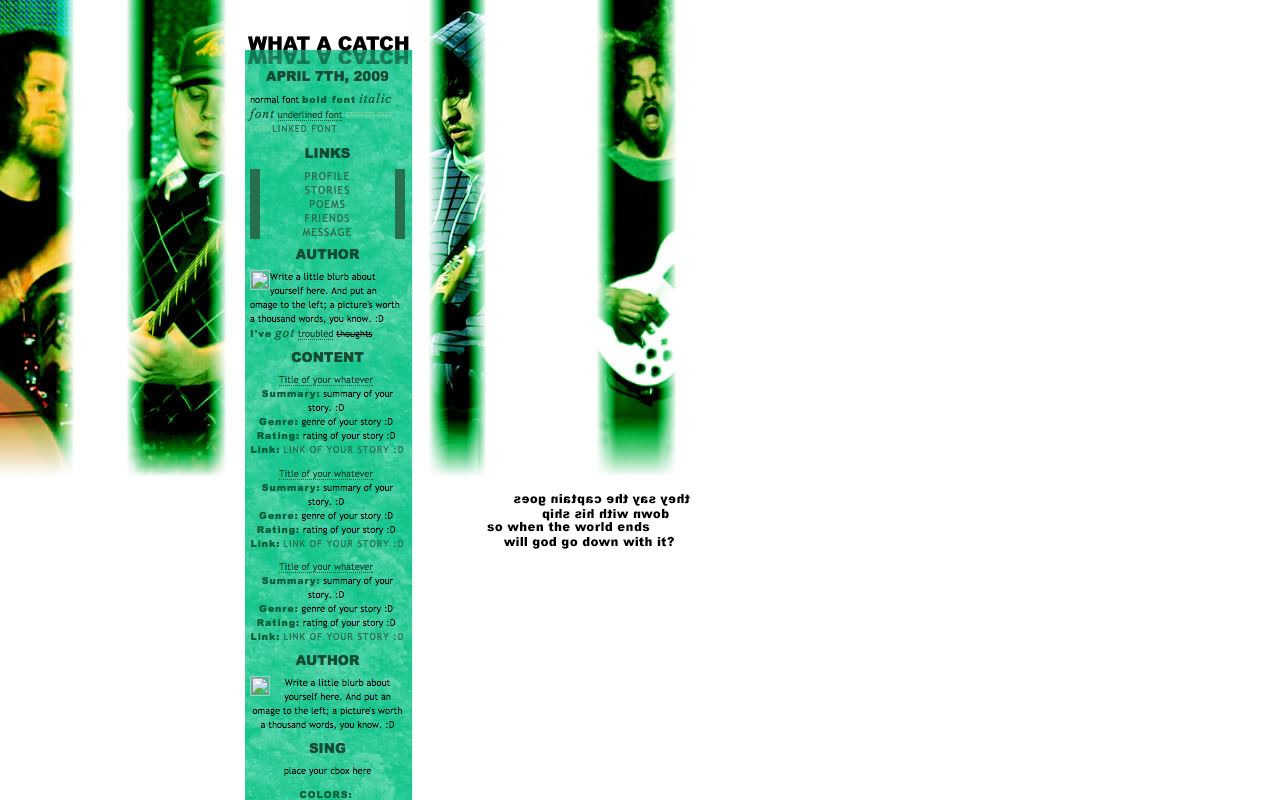 WHAT A CATCH
WHAT A CATCH
APRIL 7TH, 2009
normal font bold font italic
font underlined font striked out
font LINKED FONT
LINKS
PROFILE
STORIES
POEMS
FRIENDS
MESSAGE
AUTHOR
Write a little blurb about
yourself here. And put an
omage to the left; a picture's worth
a thousand words, you know. :D
I've got troubled thoughts
CONTENT
Title of your whatever
Summary: summary of your
story. :D
Genre: genre of your story :D
Rating: rating of your story :D
Link: LINK OF YOUR STORY :D
Title of your whatever
Summary: summary of your
story. :D
Genre: genre of your story :D
Rating: rating of your story :D
Link: LINK OF YOUR STORY :D
Title of your whatever
Summary: summary of your
story. :D
Genre: genre of your story :D
Rating: rating of your story :D
Link: LINK OF YOUR STORY :D
AUTHOR
Write a little blurb about
yourself here. And put an
omage to the left; a picture's worth
a thousand words, you know. :D
SING
place your cbox here
COLORS:
they say the captain goes
down with his ship
so when the world ends
will god go down with it?